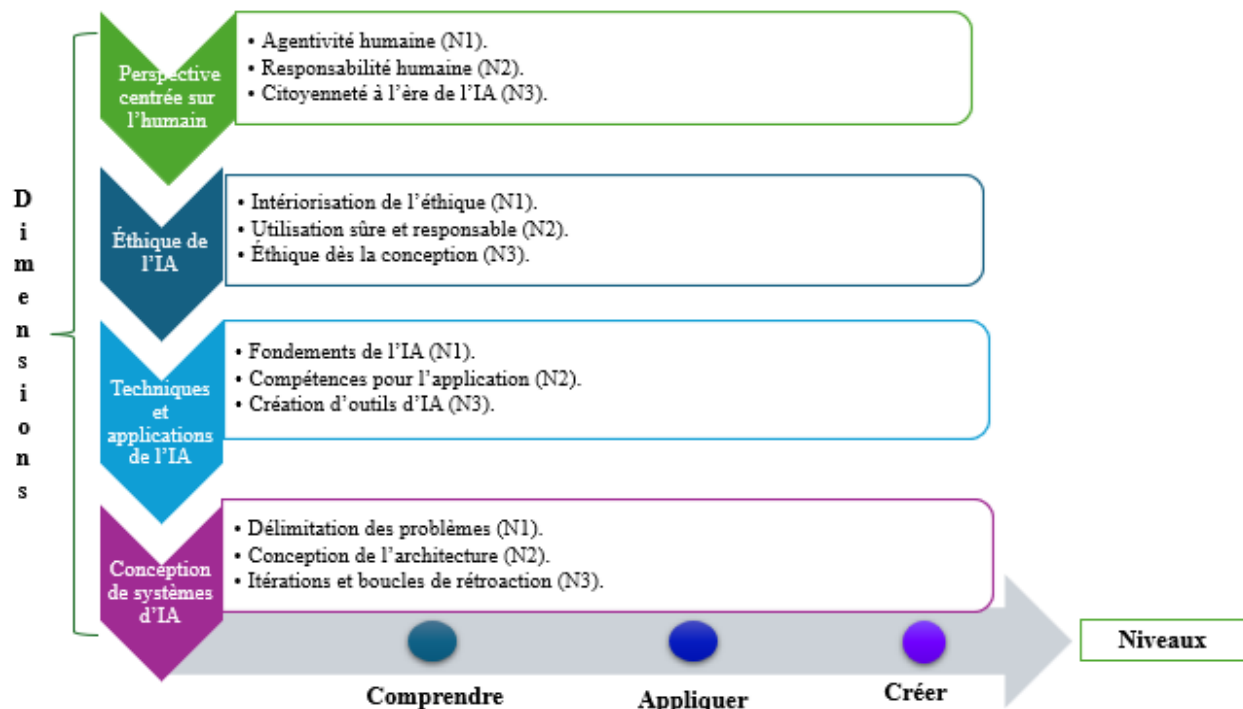 Dimensions
Perspective
centrée sur
l'humain
• Agentivité humaine (N1).
• Responsabilité humaine (N2).
• Citoyenneté à l'ère de l'IA (N3).
Éthique de
l'IA
• Intériorisation de l'éthique (N1).
• Utilisation sûre et responsable (N2).
• Éthique dès la conception (N3).
Techniques
et
applications
de l'IA
• Fondements de l'IA (N1).
• Compétences pour l'application (N2).
• Création d'outils d'IA (N3).
Conception
de systèmes
d'IA
• Délimitation des problèmes (N1).
• Conception de l'architecture (N2).
• Itérations et boucles de rétroaction (N3).
Niveaux
Comprendre
Appliquer
Créer